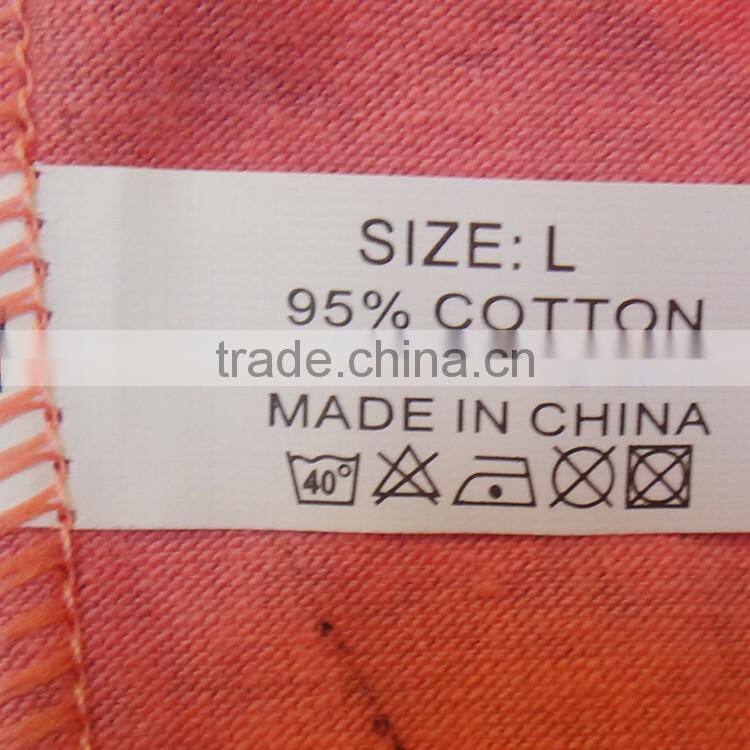 SIZE: L
95% COTTON
trade.china.cn
MADE IN CHINA
40°